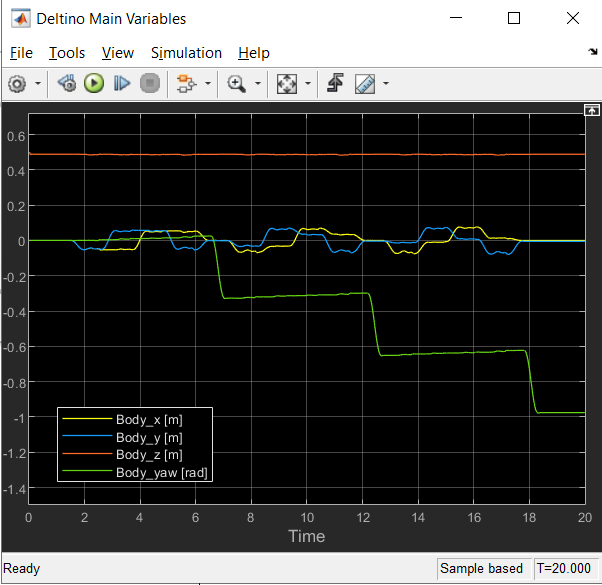 Deltino Main Variables
File Tools View Simulation Help
0.6
0.4
0.2
0
-0.2
-0.4
-0.6
-0.8
-1
-1.2
-1.4
Body_x [m]
Body_y [m]
Body_z [m]
Body_yaw [rad]
0 2 4 6 8 10 12 14 16 18 20
Time
Ready Sample based T=20.000